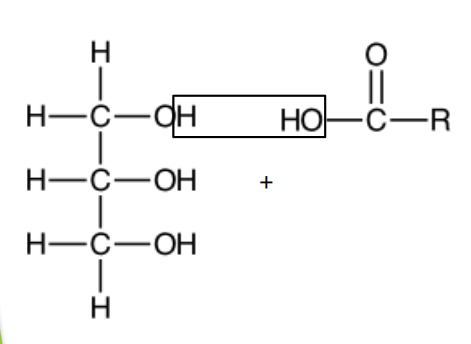 H O
H—C—OH HO—C—R
H—C—OH +
H—C—OH
H